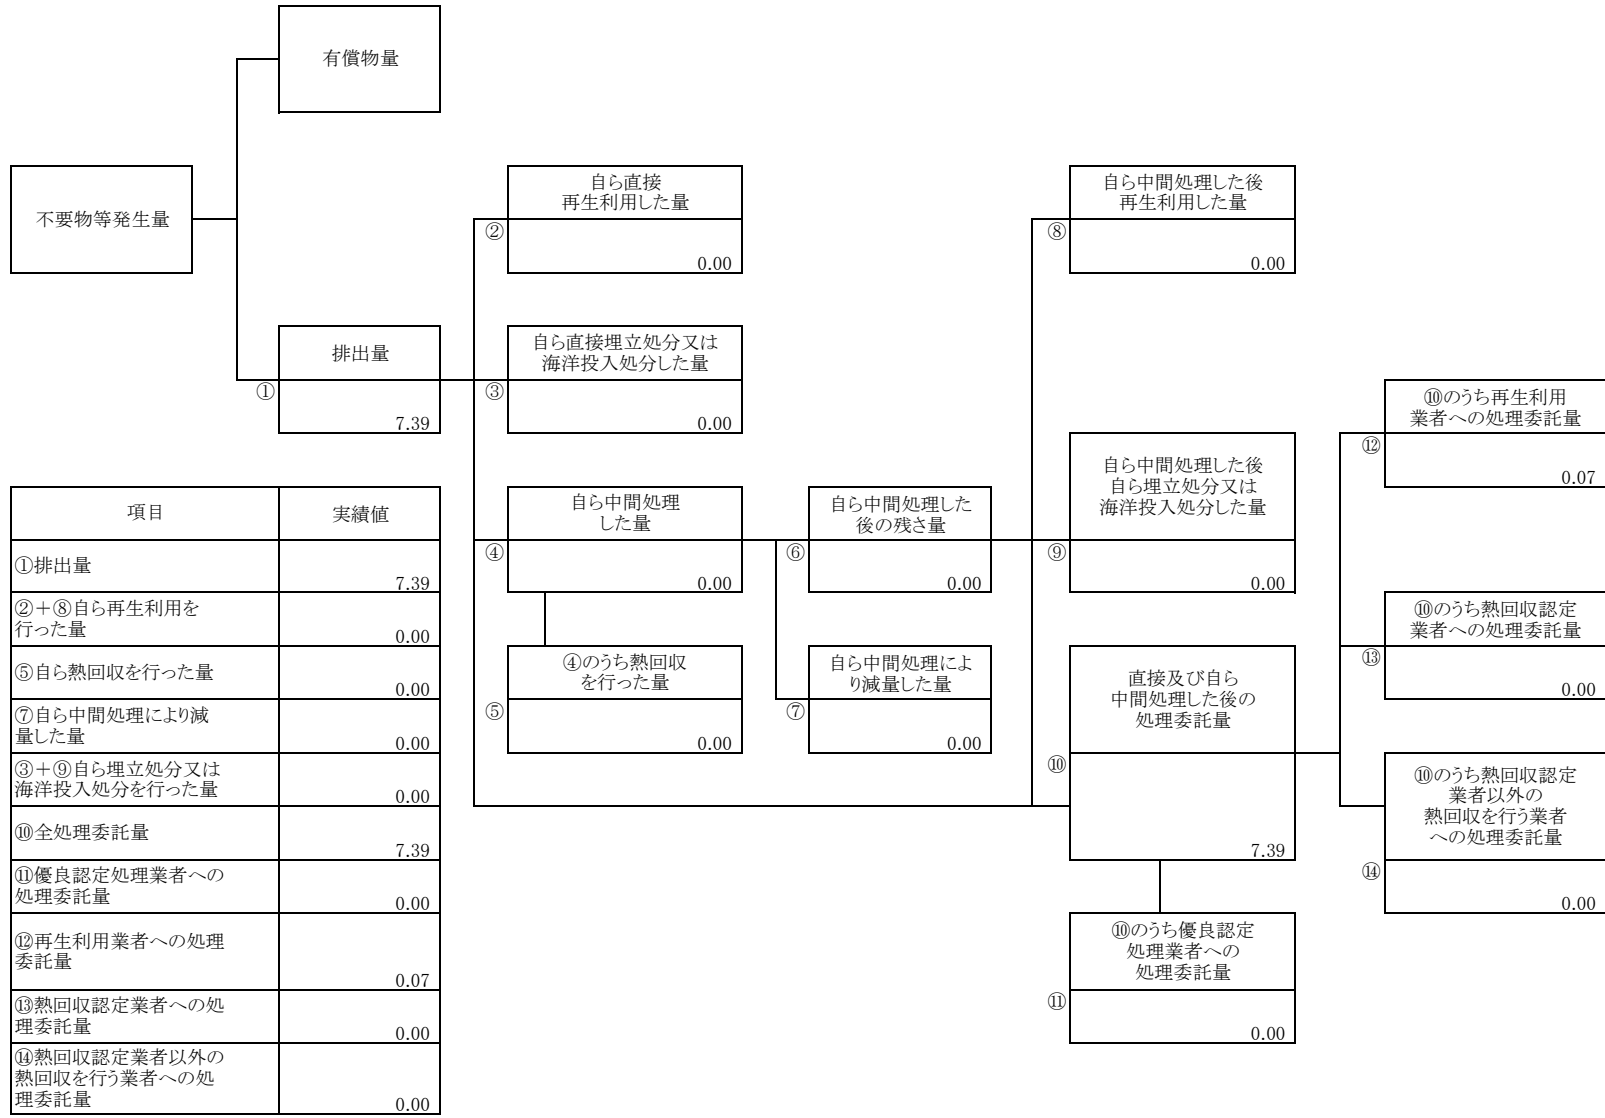 有償物量
不要物等発生量
自ら直接
再生利用した量
②
0.00
自ら中間処理した後
再生利用した量
⑧
0.00
排出量
①
7.39
自ら直接埋立処分又は
海洋投入処分した量
③
0.00
⑩のうち再生利用
業者への処理委託量
⑫
0.07
自ら中間処理
した量
④
0.00
自ら中間処理した
後の残さ量
⑥
0.00
自ら中間処理した後
自ら埋立処分又は
海洋投入処分した量
⑨
0.00
⑩のうち熱回収認定
業者への処理委託量
⑬
0.00
④のうち熱回収
を行った量
⑤
0.00
自ら中間処理によ
り減量した量
⑦
0.00
直接及び自ら
中間処理した後の
処理委託量
⑩
7.39
⑩のうち熱回収認定
業者以外の
熱回収を行う業者
への処理委託量
⑭
0.00
⑩のうち優良認定
処理業者への
処理委託量
⑪
0.00
項目 実績値
①排出量
7.39
②＋⑧自ら再生利用を
行った量
0.00
⑤自ら熱回収を行った量
0.00
⑦自ら中間処理により減
量した量
0.00
③＋⑨自ら埋立処分又は
海洋投入処分を行った量
0.00
⑩全処理委託量
7.39
⑪優良認定処理業者への
処理委託量
0.00
⑫再生利用業者への処理
委託量
0.07
⑬熱回収認定業者への処
理委託量
0.00
⑭熱回収認定業者以外の
熱回収を行う業者への処
理委託量
0.00